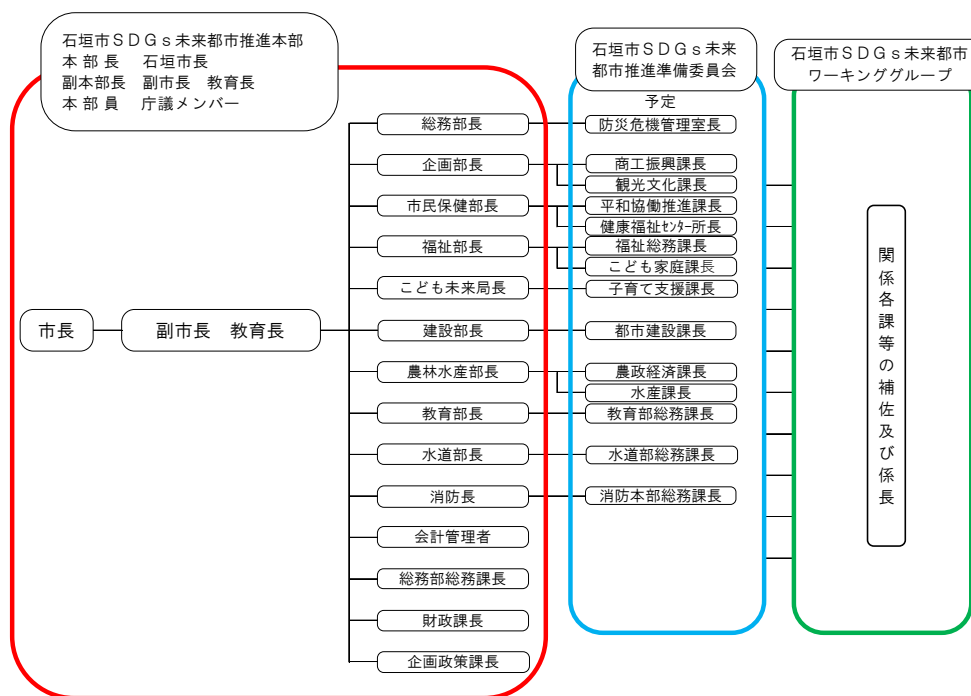 石垣市ＳＤＧｓ未来都市推進本部
本 部 長　石垣市長
副本部長　副市長　教育長
本 部 員　庁議メンバー
石垣市ＳＤＧｓ未来
都市推進準備委員会
石垣市ＳＤＧｓ未来都市
ワーキンググループ
予定
市長
副市長　教育長
総務部長
企画部長
市民保健部長
福祉部長
こども未来局長
建設部長
農林水産部長
教育部長
水道部長
消防長
会計管理者
総務部総務課長
財政課長
企画政策課長
防災危機管理室長
商工振興課長
観光文化課長
平和協働推進課長
健康福祉ｾﾝﾀｰ所長
福祉総務課長
こども家庭課長
子育て支援課長
都市建設課長
農政経済課長
水産課長
教育部総務課長
水道部総務課長
消防本部総務課長
関係各課等の補佐及び係長